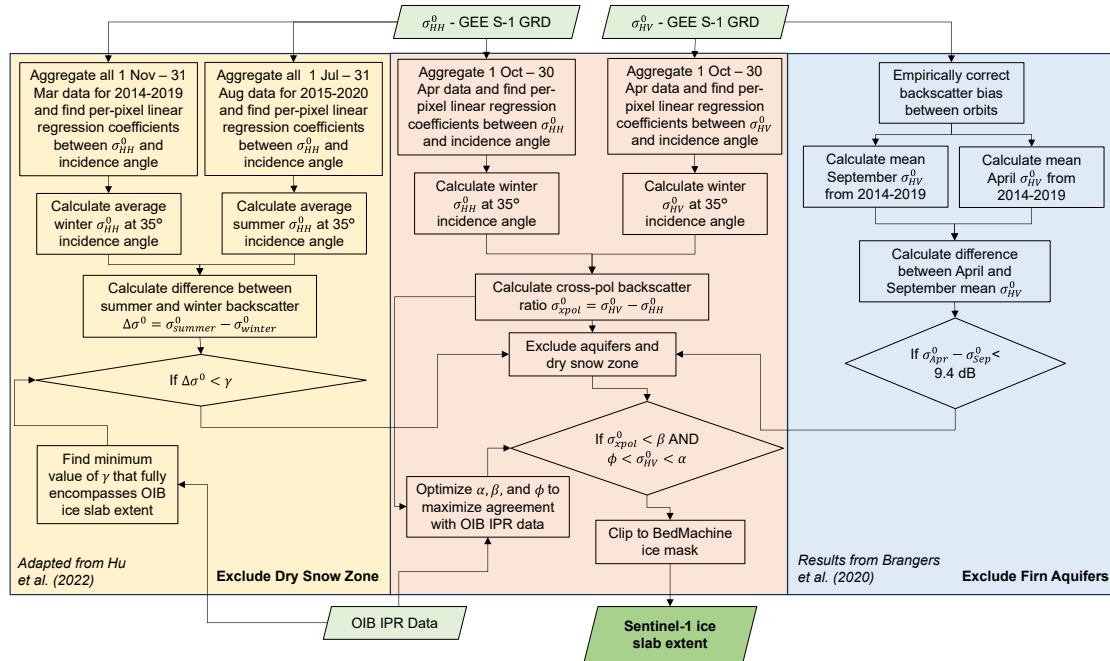 σ⁰HH - GEE S-1 GRD
σ⁰HV - GEE S-1 GRD
Aggregate all 1 Nov – 31
Mar data for 2014-2019
and find per-pixel linear
regression coefficients
between σ⁰HH and
incidence angle
Aggregate all 1 Jul – 31
Aug data for 2015-2020
and find per-pixel linear
regression coefficients
between σ⁰HH and
incidence angle
Calculate average
winter σ⁰HH at 35°
incidence angle
Calculate average
summer σ⁰HH at 35°
incidence angle
Calculate difference between
summer and winter backscatter
Δσ⁰ = σ⁰summer − σ⁰winter
If Δσ⁰ < γ
Find minimum
value of γ that fully
encompasses OIB
ice slab extent
Adapted from Hu
et al. (2022)
Exclude Dry Snow Zone
Aggregate 1 Oct – 30
Apr data and find per-
pixel linear regression
coefficients between σ⁰HH
and incidence angle
Aggregate 1 Oct – 30
Apr data and find per-
pixel linear regression
coefficients between σ⁰HV
and incidence angle
Calculate winter
σ⁰HH at 35°
incidence angle
Calculate winter
σ⁰HV at 35°
incidence angle
Calculate cross-pol backscatter
ratio σ⁰xpol = σ⁰HV − σ⁰HH
Exclude aquifers and
dry snow zone
If σ⁰xpol < β AND
ϕ < σ⁰HV < α
Optimize α, β, and ϕ to
maximize agreement
with OIB IPR data
Clip to BedMachine
ice mask
Empirically correct
backscatter bias
between orbits
Calculate mean
September σ⁰HV
from 2014-2019
Calculate mean
April σ⁰HV from
2014-2019
Calculate difference
between April and
September mean σ⁰HV
If σ⁰Apr − σ⁰Sep <
9.4 dB
Results from Brangers
et al. (2020)
Exclude Firn Aquifers
OIB IPR Data
Sentinel-1 ice
slab extent